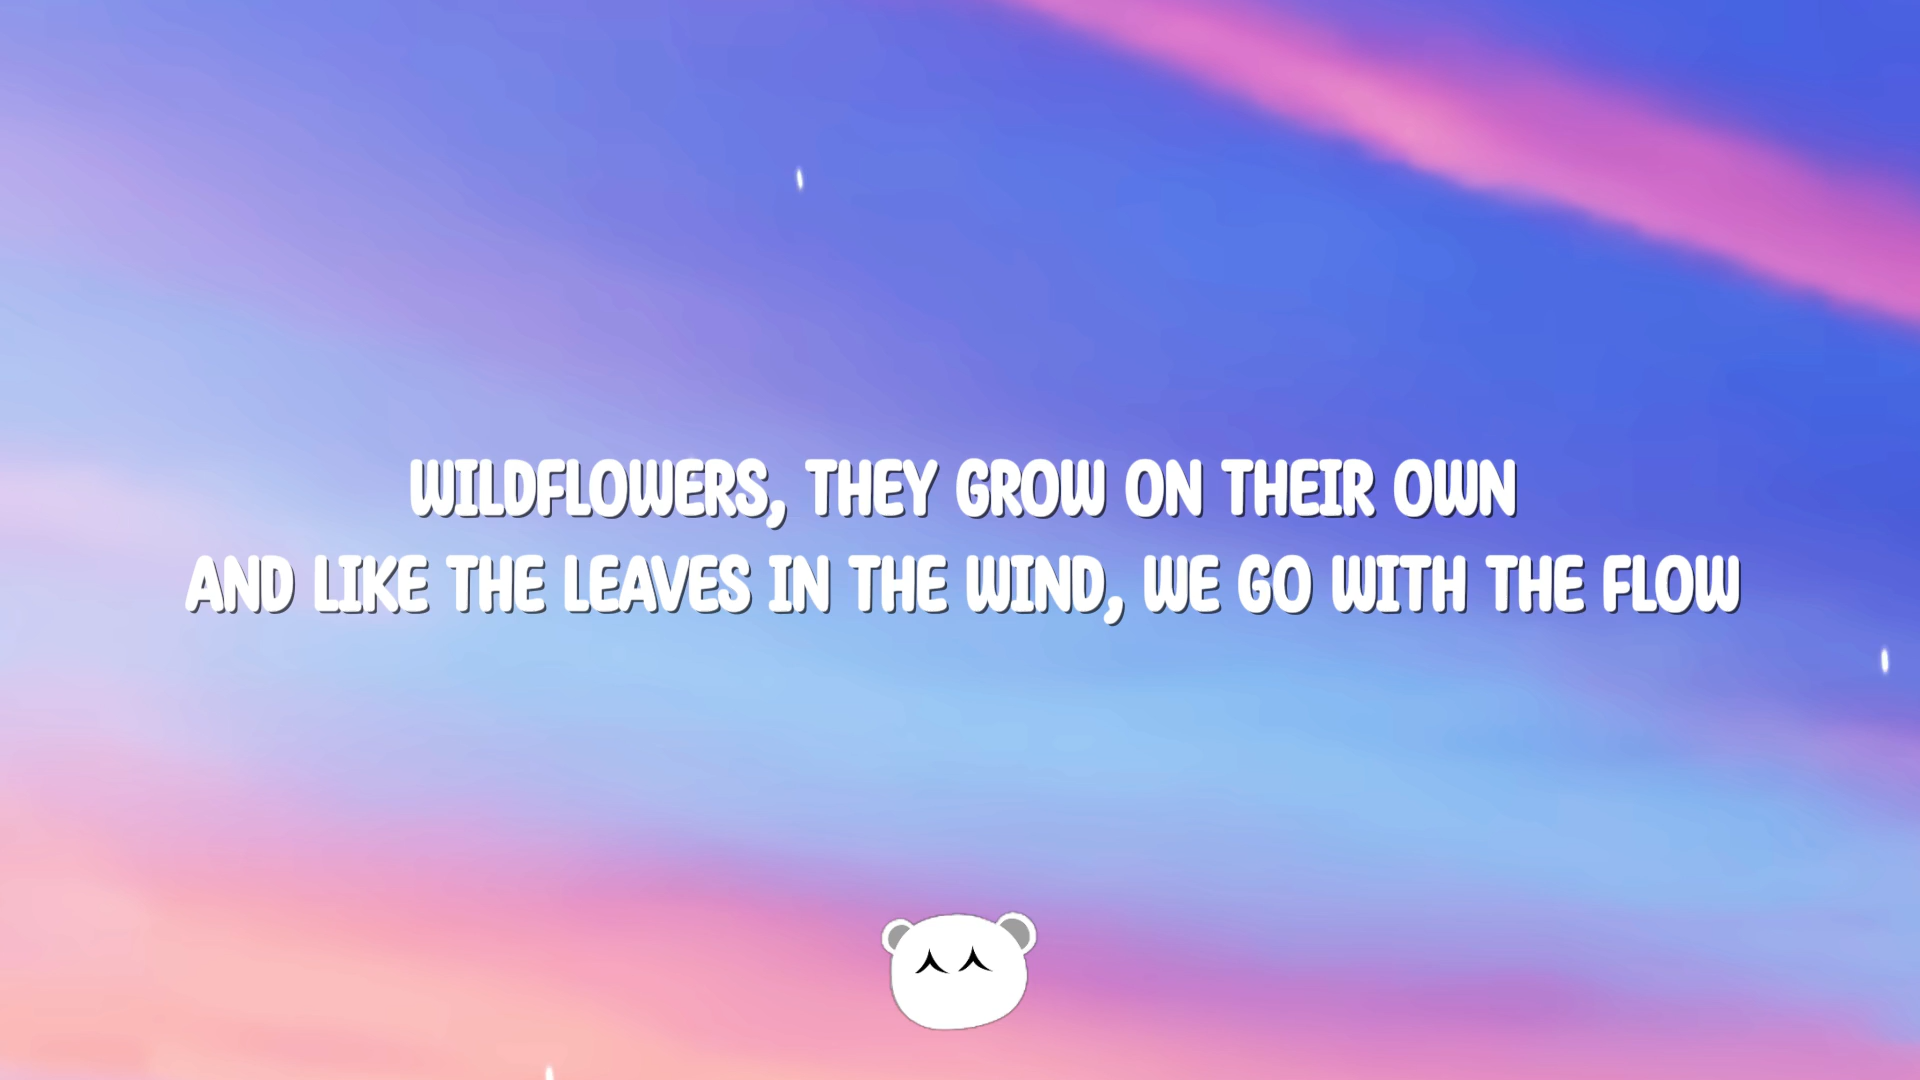 WILDFLOWERS, THEY GROW ON THEIR OWN
AND LIKE THE LEAVES IN THE WIND, WE GO WITH THE FLOW